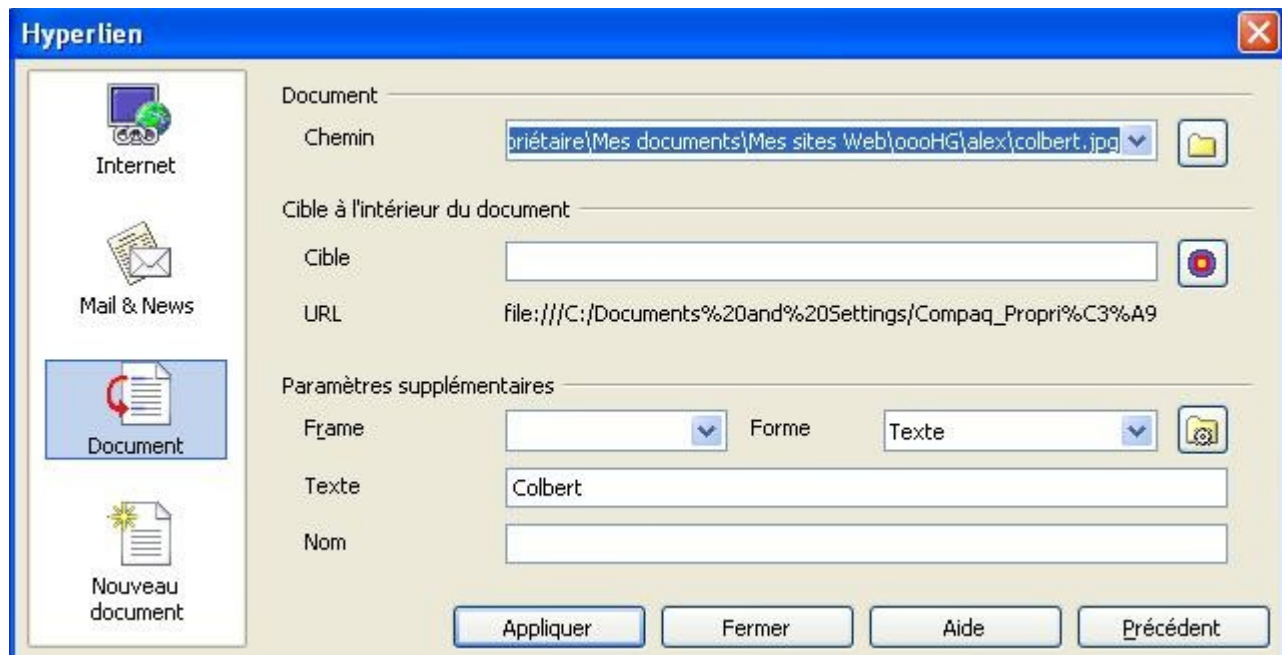 Hyperlien
Internet
Mail & News
Document
Nouveau
document
Document
Chemin priétaire\Mes documents\Mes sites Web\oooHG\alex\colbert.jpg
Cible à l'intérieur du document
Cible
URL file:///C:/Documents%20and%20Settings/Compaq_Propri%C3%A9
Paramètres supplémentaires
Frame Forme Texte
Texte Colbert
Nom
Appliquer Fermer Aide Précédent